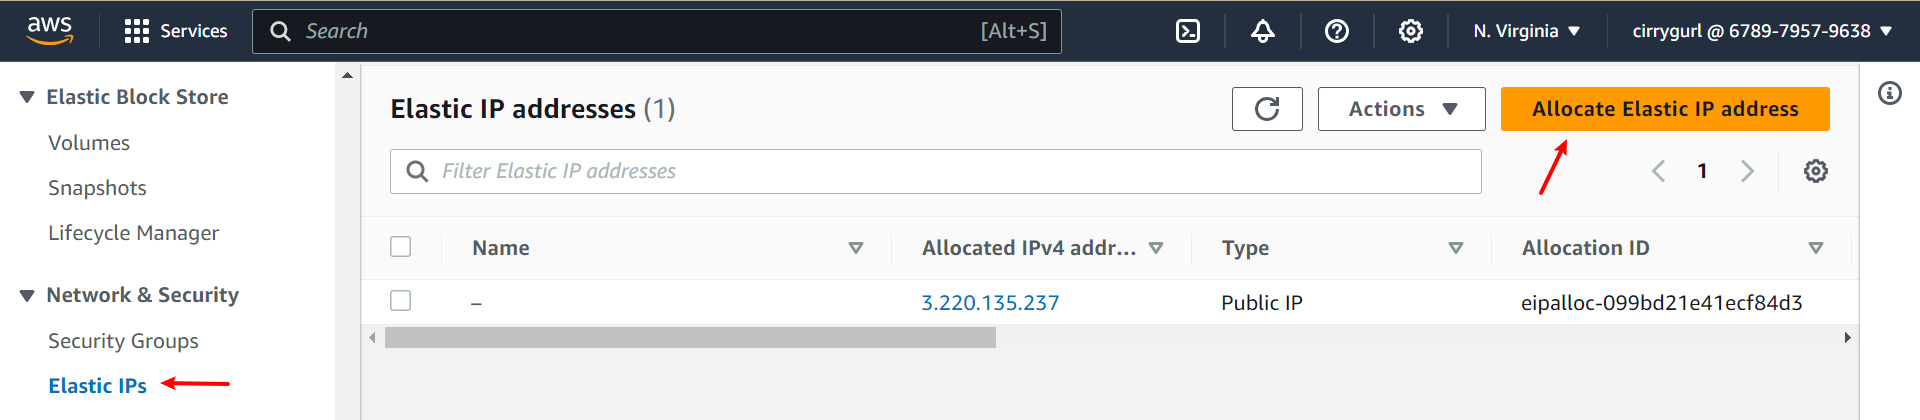 aws Services Search [Alt+S] N. Virginia cirrygurl @ 6789-7957-9638
Elastic Block Store
Volumes
Snapshots
Lifecycle Manager
Network & Security
Security Groups
Elastic IPs
Elastic IP addresses (1) Actions Allocate Elastic IP address
Filter Elastic IP addresses 1
Name Allocated IPv4 addr... Type Allocation ID
– 3.220.135.237 Public IP eipalloc-099bd21e41ecf84d3